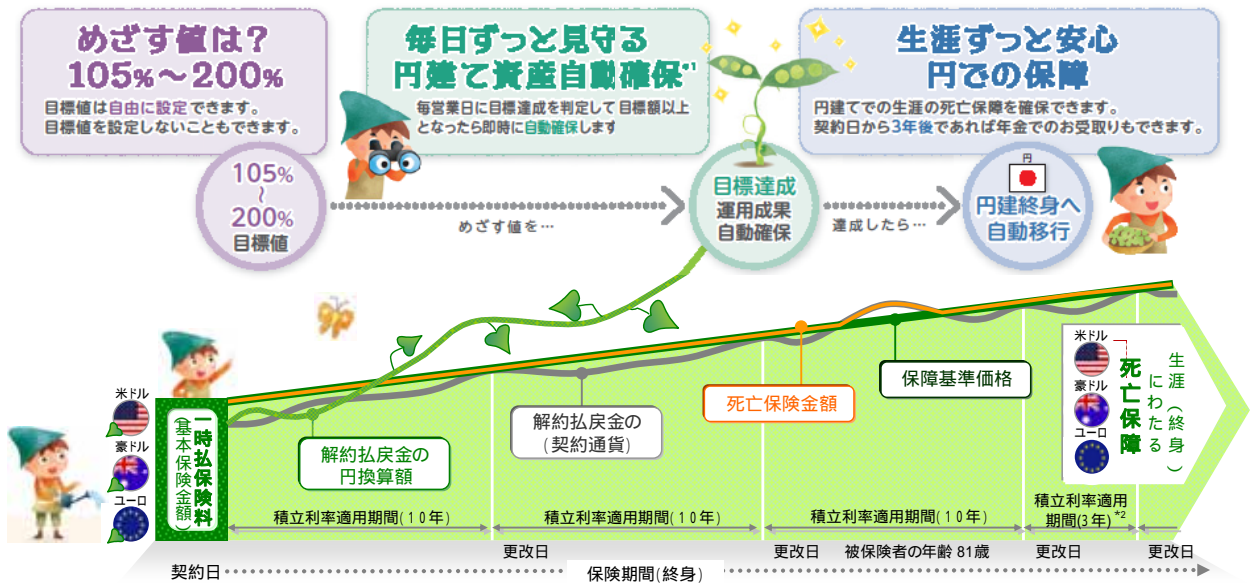 めざす値は？
105%～200%
目標値は自由に設定できます。
目標値を設定しないこともできます。
毎日ずっと見守る
円建て資産自動確保*1
毎営業日に目標達成を判定して目標額以上
となったら即時に自動確保します
生涯ずっと安心
円での保障
円建てでの生涯の死亡保障を確保できます。
契約日から3年後であれば年金でのお受取りもできます。
105%
～
200%
目標値
めざす値を…
目標達成
運用成果
自動確保
達成したら…
円
円建終身へ
自動移行
米ドル
豪ドル
ユーロ
一時払保険料
(基本保険金額)
解約払戻金の
円換算額
解約払戻金の
(契約通貨)
死亡保険金額
保障基準価格
米ドル
豪ドル
ユーロ
死亡保障
生涯(終身)
にわたる
積立利率適用期間(10年)
積立利率適用期間(10年)
積立利率適用期間(10年)
積立利率適用
期間(3年)*2
更改日
更改日
被保険者の年齢 81歳
更改日
更改日
契約日
保険期間(終身)